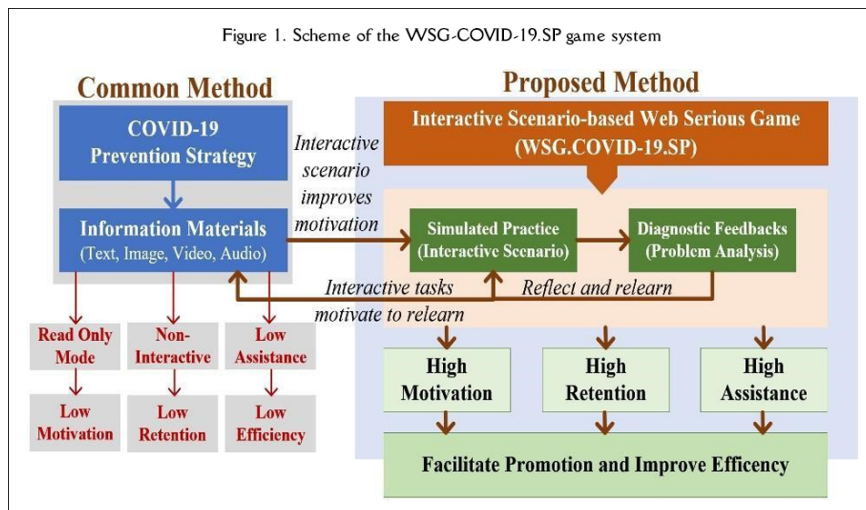 Figure 1. Scheme of the WSG-COVID-19.SP game system
Common Method
COVID-19
Prevention Strategy
Information Materials
(Text, Image, Video, Audio)
Read Only
Mode
Non-
Interactive
Low
Assistance
Low
Motivation
Low
Retention
Low
Efficiency
Interactive
scenario
improves
motivation
Proposed Method
Interactive Scenario-based Web Serious Game
(WSG.COVID-19.SP)
Simulated Practice
(Interactive Scenario)
Diagnostic Feedbacks
(Problem Analysis)
Interactive tasks
motivate to relearn
Reflect and relearn
High
Motivation
High
Retention
High
Assistance
Facilitate Promotion and Improve Efficency